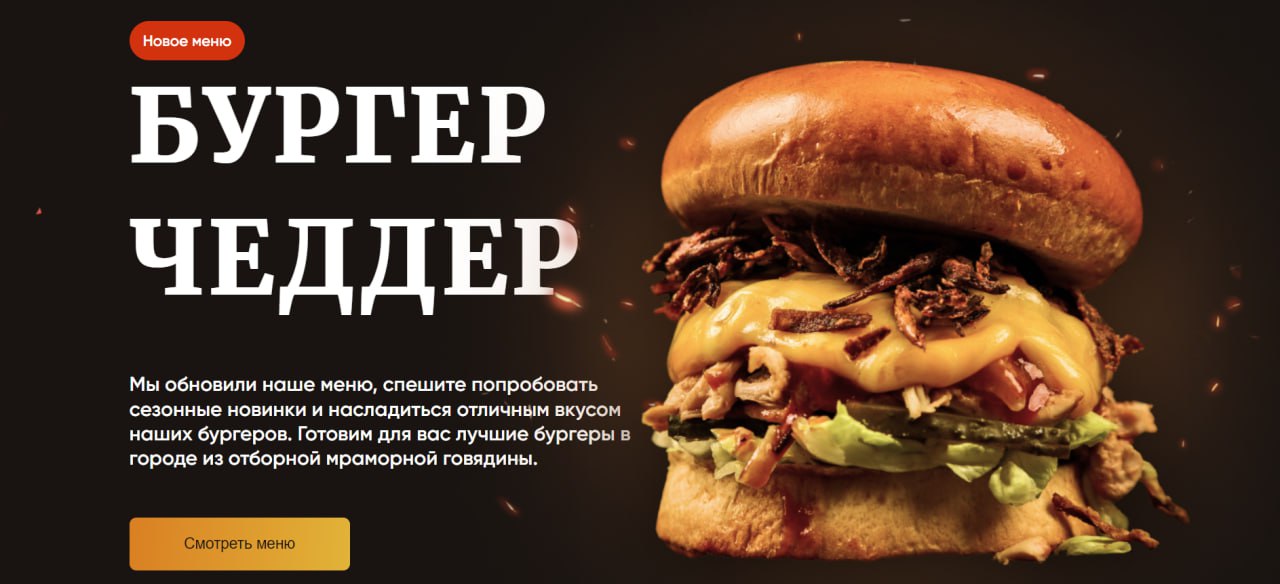 Новое меню
БУРГЕР
ЧЕДДЕР
Мы обновили наше меню, спешите попробовать
сезонные новинки и насладиться отличным вкусом
наших бургеров. Готовим для вас лучшие бургеры в
городе из отборной мраморной говядины.
Смотреть меню